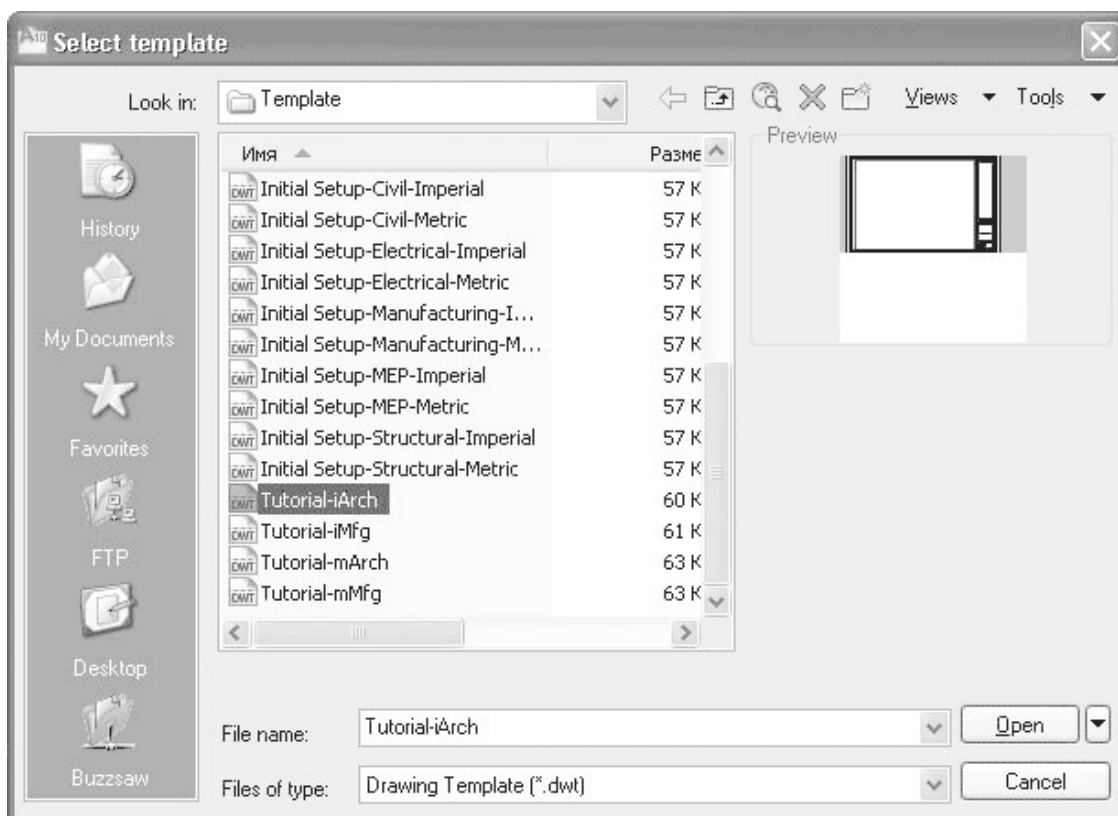 Select template
Look in: Template Views Tools
Имя Разме Preview
Initial Setup-Civil-Imperial 57 К
Initial Setup-Civil-Metric 57 К
Initial Setup-Electrical-Imperial 57 К
Initial Setup-Electrical-Metric 57 К
Initial Setup-Manufacturing-I... 57 К
Initial Setup-Manufacturing-M... 57 К
Initial Setup-MEP-Imperial 57 К
Initial Setup-MEP-Metric 57 К
Initial Setup-Structural-Imperial 57 К
Initial Setup-Structural-Metric 57 К
Tutorial-iArch 60 К
Tutorial-iMfg 61 К
Tutorial-mArch 63 К
Tutorial-mMfg 63 К
History
My Documents
Favorites
FTP
Desktop
Buzzsaw
File name: Tutorial-iArch Open
Files of type: Drawing Template (*.dwt) Cancel